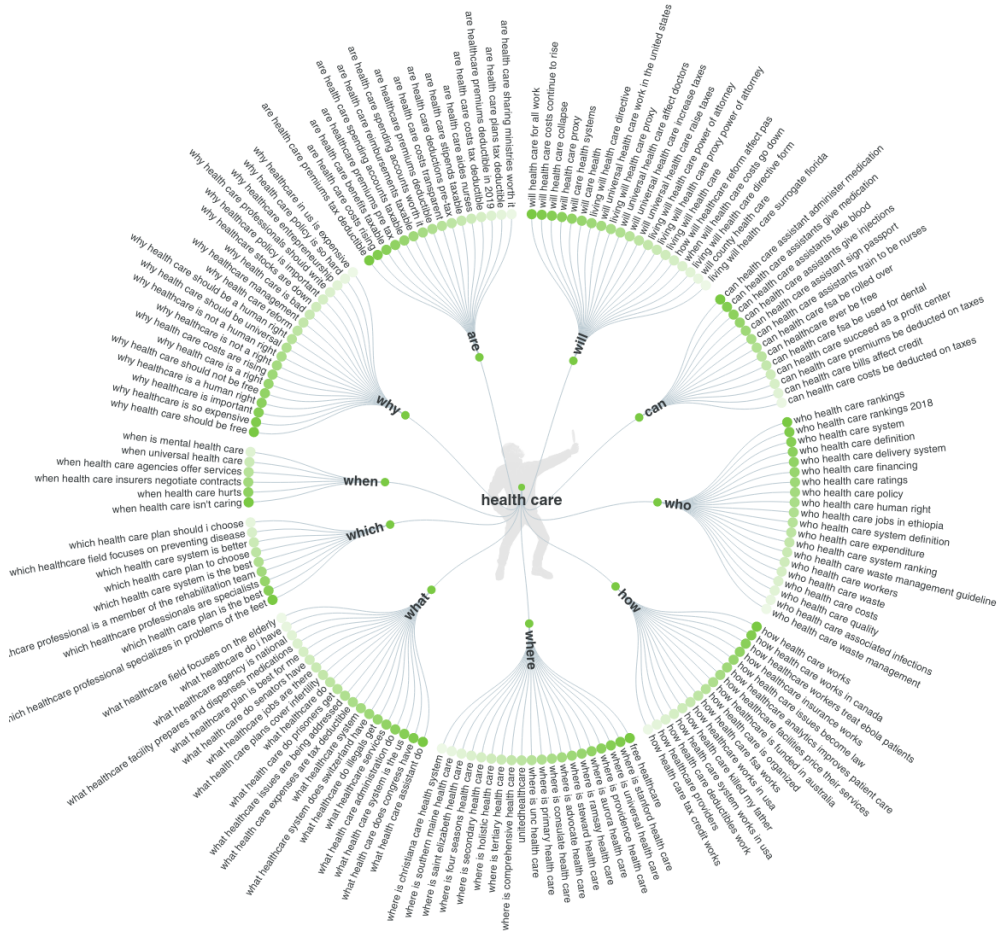 health care
are
are health care premiums tax deductible
are health care costs rising
are health care benefits taxable
are healthcare premiums pre tax
are health care spending accounts taxable
are health care reimbursements taxable
are health care spending accounts worth it
are healthcare premiums deductible
are health care costs transparent
are health care deductions pre-tax
are health care stipends taxable
are health care aides nurses
are health care costs tax deductible
are healthcare premiums deductible in 2019
are health care plans tax deductible
are health care sharing ministries worth it
will
will health care for all work
will health care costs continue to rise
will health care collapse
will health care proxy
will care health systems
will care health
living will health care directive
will universal health care work in the united states
living will health care proxy
will universal health care affect doctors
will universal health care increase taxes
will universal health care raise taxes
living will health care power of attorney
living will health care proxy power of attorney
living will health care
how will healthcare reform affect pas
when will health care costs go down
living will health care directive form
will county health care
living will health care surrogate florida
can
can health care assistant administer medication
can health care assistants give medication
can health care assistants take blood
can health care assistants give injections
can health care assistant sign passport
can health care assistants train to be nurses
can health care fsa be rolled over
can healthcare ever be free
can health care fsa be used for dental
can health care succeed as a profit center
can health care premiums be deducted on taxes
can health care bills affect credit
can health care costs be deducted on taxes
who
who health care rankings
who health care rankings 2018
who health care system
who health care definition
who health care delivery system
who health care financing
who health care ratings
who health care policy
who health care human right
who health care jobs in ethiopia
who health care system definition
who health care expenditure
who health care system ranking
who health care waste management guideline
who health care workers
who health care waste
who health care costs
who health care quality
who health care associated infections
who health care waste management
how
how health care works
how health care works in canada
how healthcare workers treat ebola patients
how healthcare insurance works
how health care issues become law
how healthcare analytics improves patient care
how healthcare facilities price their services
how health care is funded in australia
how health care is organized
how health care fsa works
how health care works in usa
how health care killed my father
how health care system works in usa
how health care deductibles work
how healthcare providers
how health care tax credit works
where
free healthcare
where is stanford health care
where is universal health care
where is providence health care
where is aurora health care
where is ramsay health care
where is steward health care
where is advocate health care
where is consulate health care
where is primary health care
where is unc health care
unitedhealthcare
where is comprehensive health care
where is tertiary health care
where is holistic health care
where is secondary health care
where is four seasons health care
where is saint elizabeth health care
where is southern maine health care
where is christiana care health system
what
what healthcare field focuses on the elderly
what healthcare do i have
what healthcare agency is national
what healthcare facility prepares and dispenses medications
what healthcare plan is best for me
what health care do senators have
what healthcare jobs are there
what health care plans cover infertility
what healthcare do
what health care do prisoners get
what healthcare issues are being addressed
what health care expenses are tax deductible
what healthcare system
what healthcare system does switzerland have
what health care do illegals get
what healthcare services
what health care administration do
what health care system is the us
what health care does congress have
what health care assistant do
which
which health care plan should i choose
which healthcare field focuses on preventing disease
which health care system is better
which health care plan to choose
which health care system is the best
hcare professional is a member of the rehabilitation team
which healthcare professionals are specialists
which health care plan is the best
hich healthcare professional specializes in problems of the feet
when
when is mental health care
when universal health care
when health care agencies offer services
when health care insurers negotiate contracts
when health care hurts
when health care isn't caring
why
why healthcare in us is expensive
why health care policy is so hard
why healthcare entrepreneurship
why health care professionals should write
why healthcare policy is important
why healthcare stocks are down
why health care is bad
why health care reform
why healthcare management
why health care should be a human right
why health care should be universal
why healthcare is not a human right
why healthcare is not a right
why health care costs are rising
why health care is a right
why health care should not be free
why healthcare is a human right
why healthcare is important
why healthcare is so expensive
why health care should be free